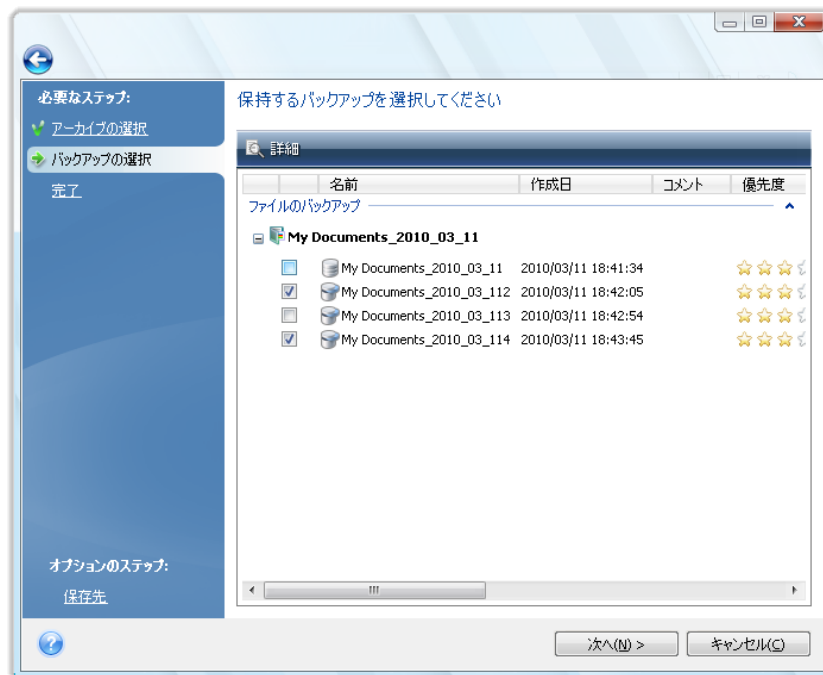 必要なステップ:
アーカイブの選択
バックアップの選択
完了
保持するバックアップを選択してください
詳細
名前 作成日 コメント 優先度
ファイルのバックアップ
My Documents_2010_03_11
My Documents_2010_03_11 2010/03/11 18:41:34
My Documents_2010_03_112 2010/03/11 18:42:05
My Documents_2010_03_113 2010/03/11 18:42:54
My Documents_2010_03_114 2010/03/11 18:43:45
オプションのステップ:
保存先
次へ(N) > キャンセル(C)